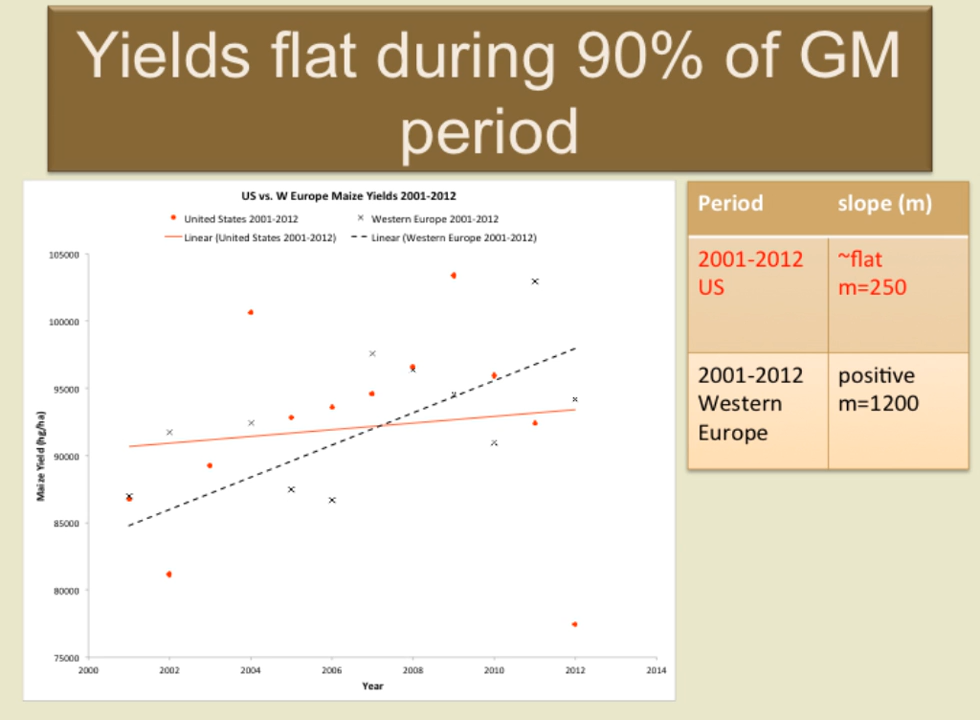 Yields flat during 90% of GM
period
US vs. W Europe Maize Yields 2001-2012
United States 2001-2012
Western Europe 2001-2012
Linear (United States 2001-2012)
Linear (Western Europe 2001-2012)
105000
100000
95000
90000
85000
80000
75000
Maize Yield (hg/ha)
2000 2002 2004 2006 2008 2010 2012 2014
Year
Period slope (m)
2001-2012 ~flat
US m=250
2001-2012 positive
Western m=1200
Europe